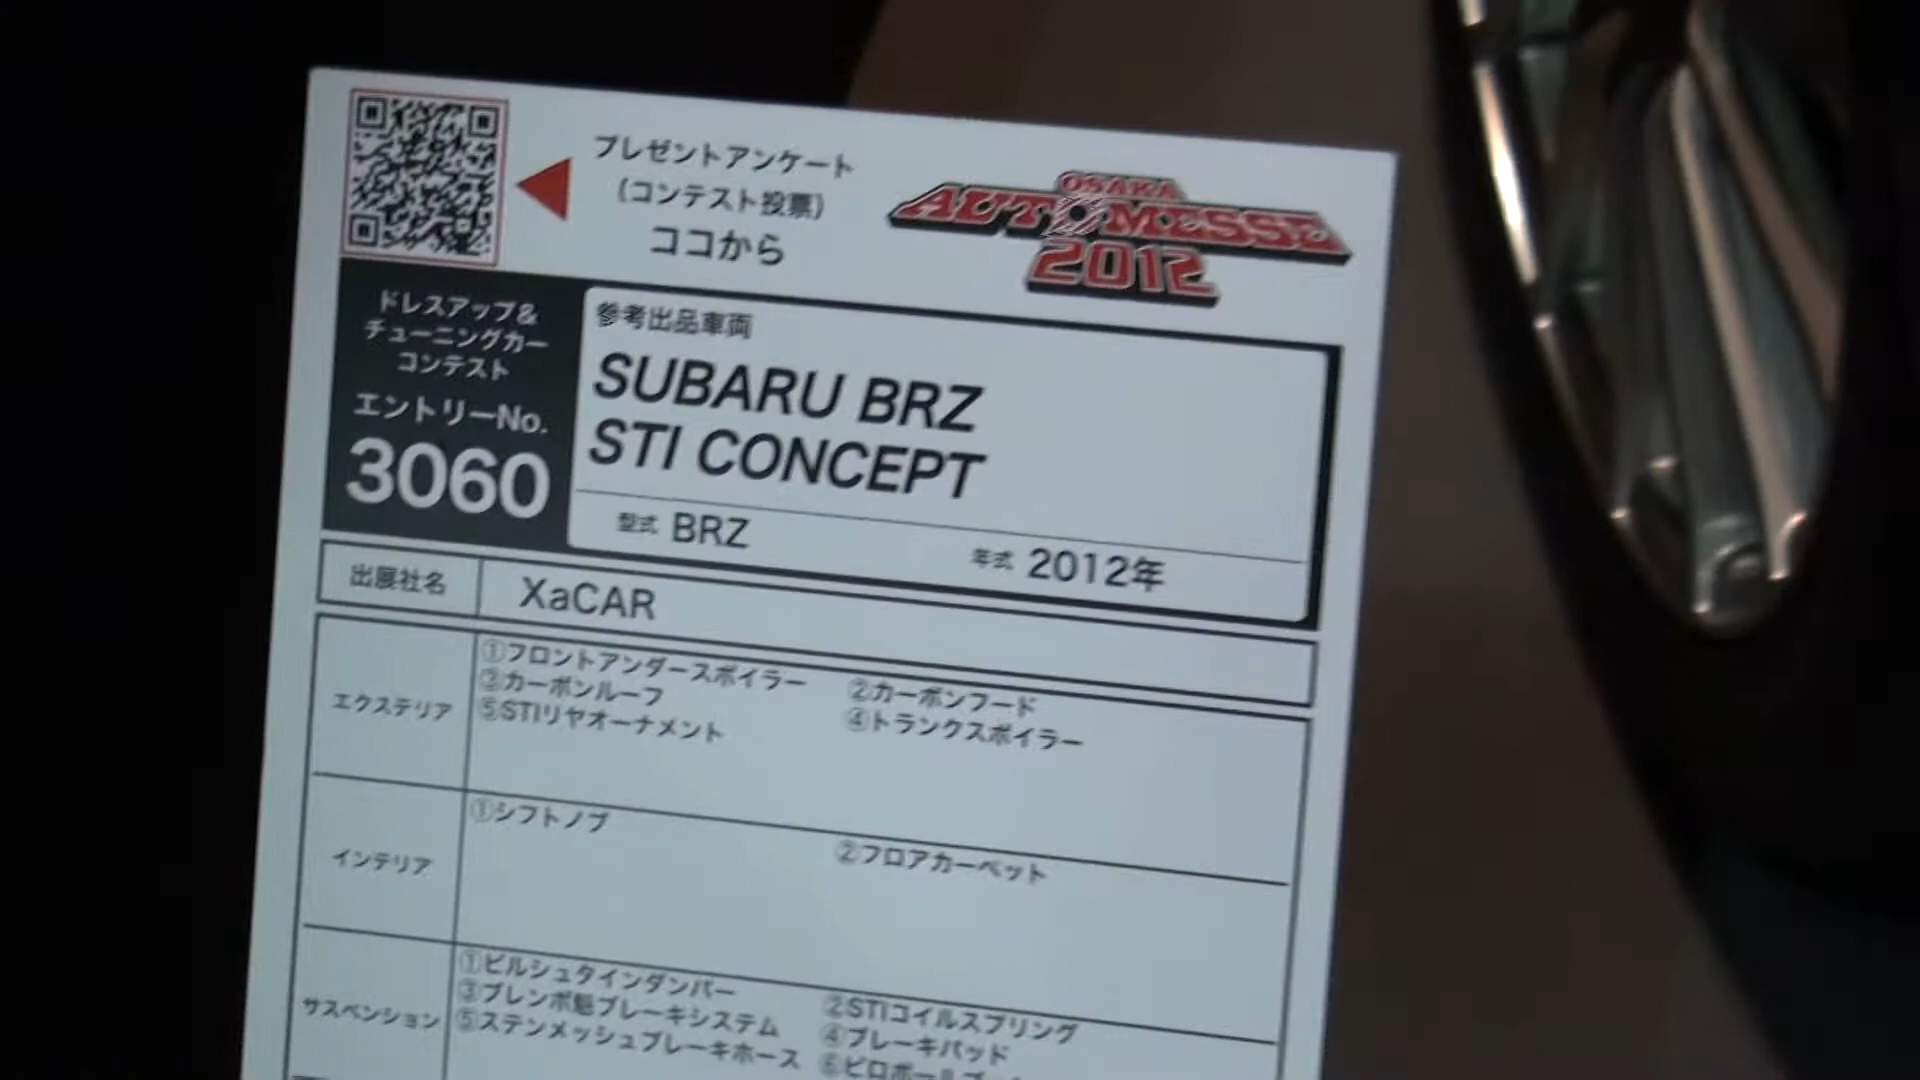 プレゼントアンケート
(コンテスト投票)
ココから
OSAKA
AUTOMESSE
2012
ドレスアップ&
チューニングカー
コンテスト
エントリーNo.
3060
参考出品車両
SUBARU BRZ
STI CONCEPT
型式 BRZ
年式 2012年
出展社名 XaCAR
エクステリア
①フロントアンダースポイラー ②カーボンフード
③カーボンルーフ ④トランクスポイラー
⑤STIリヤオーナメント
インテリア
①シフトノブ ②フロアカーペット
サスペンション
①ビルシュタインダンパー ②STIコイルスプリング
③ブレンボ製ブレーキシステム ④ブレーキパッド
⑤ステンメッシュブレーキホース